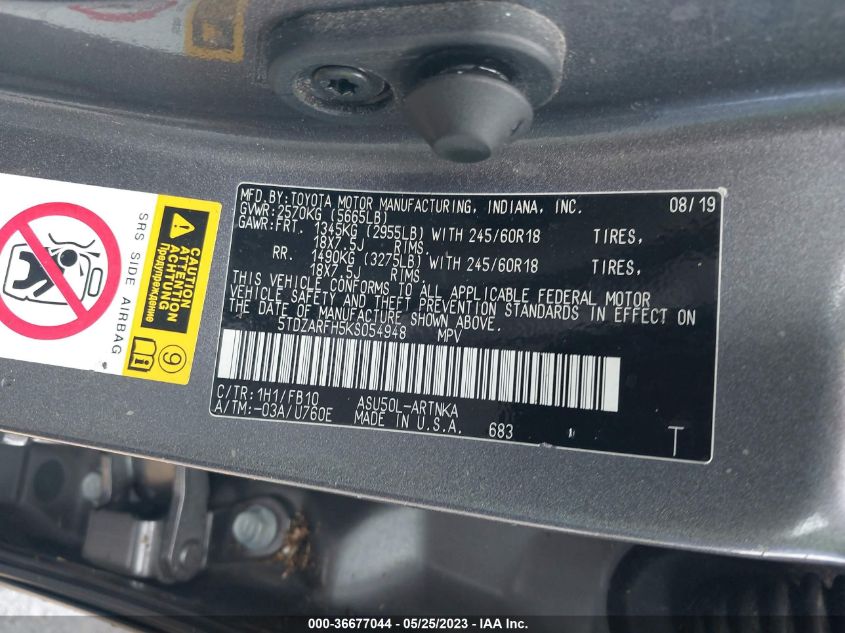 SRS SIDE AIRBAG
CAUTION
ATTENTION
ACHTUNG
Предупреждение
9
MFD. BY: TOYOTA MOTOR MANUFACTURING, INDIANA, INC. 08/19
GVWR: 2570KG (5665LB)
GAWR: FRT. 1345KG (2955LB) WITH 245/60R18 TIRES,
18X7.5J RIMS,
RR. 1490KG (3275LB) WITH 245/60R18 TIRES,
18X7.5J RIMS,
THIS VEHICLE CONFORMS TO ALL APPLICABLE FEDERAL MOTOR
VEHICLE SAFETY AND THEFT PREVENTION STANDARDS IN EFFECT ON
THE DATE OF MANUFACTURE SHOWN ABOVE.
5TDZARFH5KS054948 MPV
C/TR: 1H1/FB10 ASU50L-ARTNKA
A/TM: -03A/U760E MADE IN U.S.A. 683 T
000-36677044 - 05/25/2023 - IAA Inc.